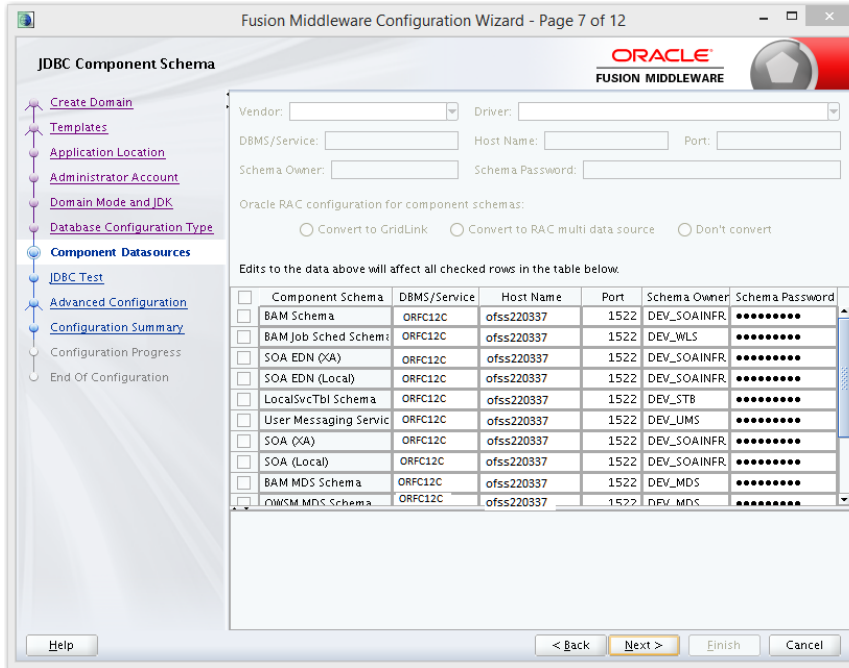 Fusion Middleware Configuration Wizard - Page 7 of 12
JDBC Component Schema
ORACLE
FUSION MIDDLEWARE
Create Domain
Templates
Application Location
Administrator Account
Domain Mode and JDK
Database Configuration Type
Component Datasources
JDBC Test
Advanced Configuration
Configuration Summary
Configuration Progress
End Of Configuration
Vendor: Driver:
DBMS/Service: Host Name: Port:
Schema Owner: Schema Password:
Oracle RAC configuration for component schemas:
Convert to GridLink Convert to RAC multi data source Don't convert
Edits to the data above will affect all checked rows in the table below.
Component Schema DBMS/Service Host Name Port Schema Owner Schema Password
BAM Schema ORFC12C ofss220337 1522 DEV_SOAINFR ●●●●●●●●●
BAM Job Sched Schema ORFC12C ofss220337 1522 DEV_WLS ●●●●●●●●●
SOA EDN (XA) ORFC12C ofss220337 1522 DEV_SOAINFR ●●●●●●●●●
SOA EDN (Local) ORFC12C ofss220337 1522 DEV_SOAINFR ●●●●●●●●●
LocalSvcTbl Schema ORFC12C ofss220337 1522 DEV_STB ●●●●●●●●●
User Messaging Servic ORFC12C ofss220337 1522 DEV_UMS ●●●●●●●●●
SOA (XA) ORFC12C ofss220337 1522 DEV_SOAINFR ●●●●●●●●●
SOA (Local) ORFC12C ofss220337 1522 DEV_SOAINFR ●●●●●●●●●
BAM MDS Schema ORFC12C ofss220337 1522 DEV_MDS ●●●●●●●●●
OWSM MDS Schema ORFC12C ofss220337 1522 DEV_MDS ●●●●●●●●●
Help < Back Next > Finish Cancel